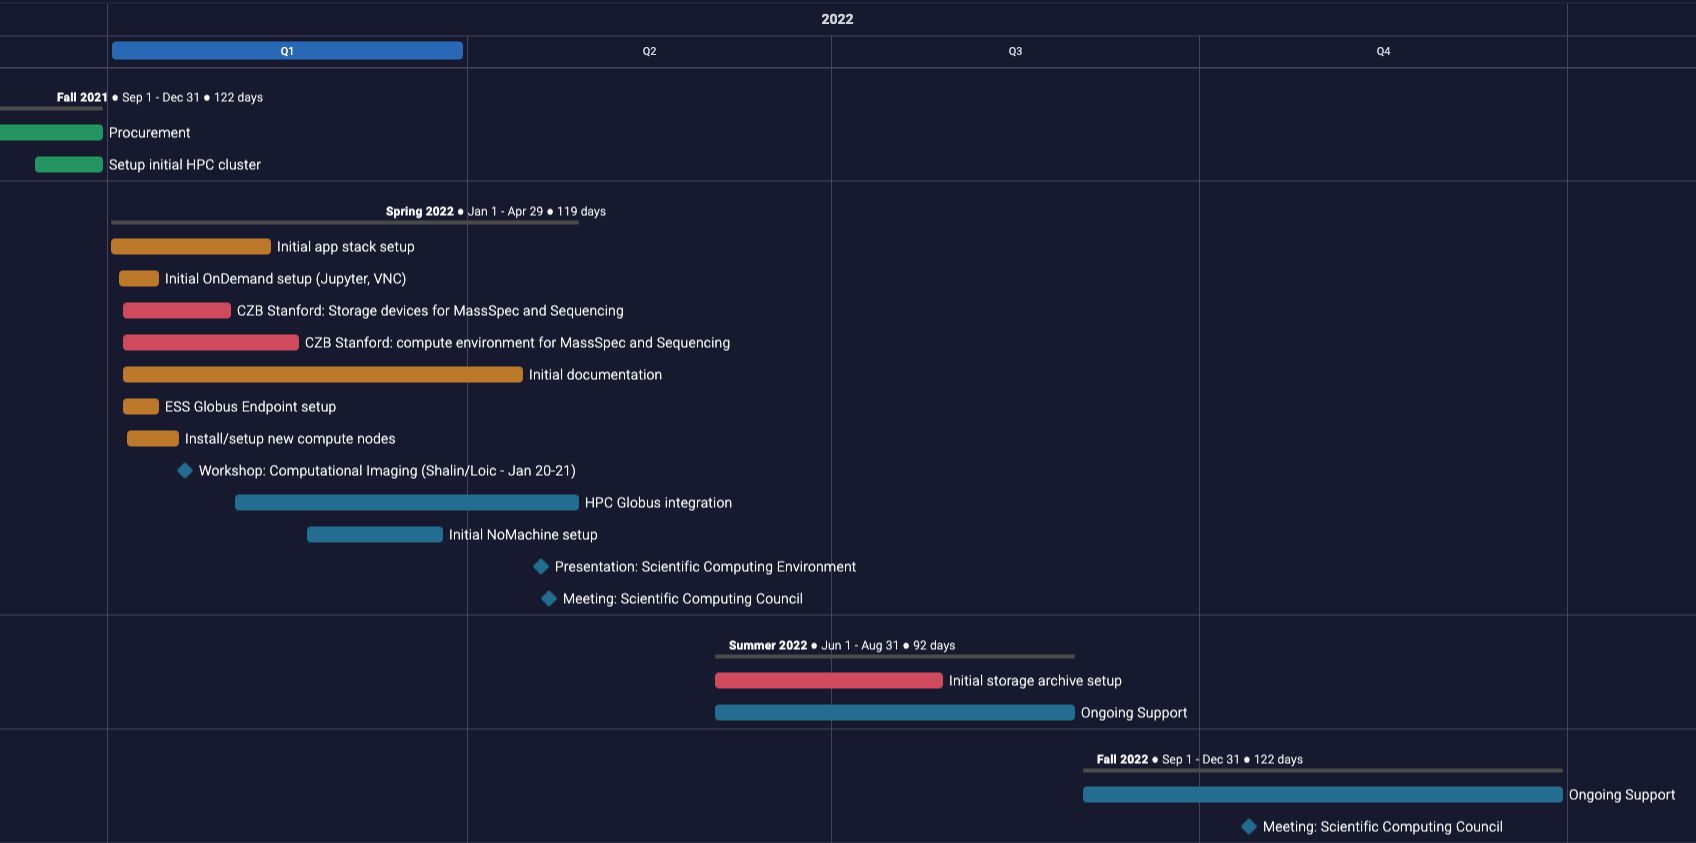 2022
Q1 Q2 Q3 Q4
Fall 2021 ● Sep 1 - Dec 31 ● 122 days
Procurement
Setup initial HPC cluster
Spring 2022 ● Jan 1 - Apr 29 ● 119 days
Initial app stack setup
Initial OnDemand setup (Jupyter, VNC)
CZB Stanford: Storage devices for MassSpec and Sequencing
CZB Stanford: compute environment for MassSpec and Sequencing
Initial documentation
ESS Globus Endpoint setup
Install/setup new compute nodes
Workshop: Computational Imaging (Shalin/Loic - Jan 20-21)
HPC Globus integration
Initial NoMachine setup
Presentation: Scientific Computing Environment
Meeting: Scientific Computing Council
Summer 2022 ● Jun 1 - Aug 31 ● 92 days
Initial storage archive setup
Ongoing Support
Fall 2022 ● Sep 1 - Dec 31 ● 122 days
Ongoing Support
Meeting: Scientific Computing Council